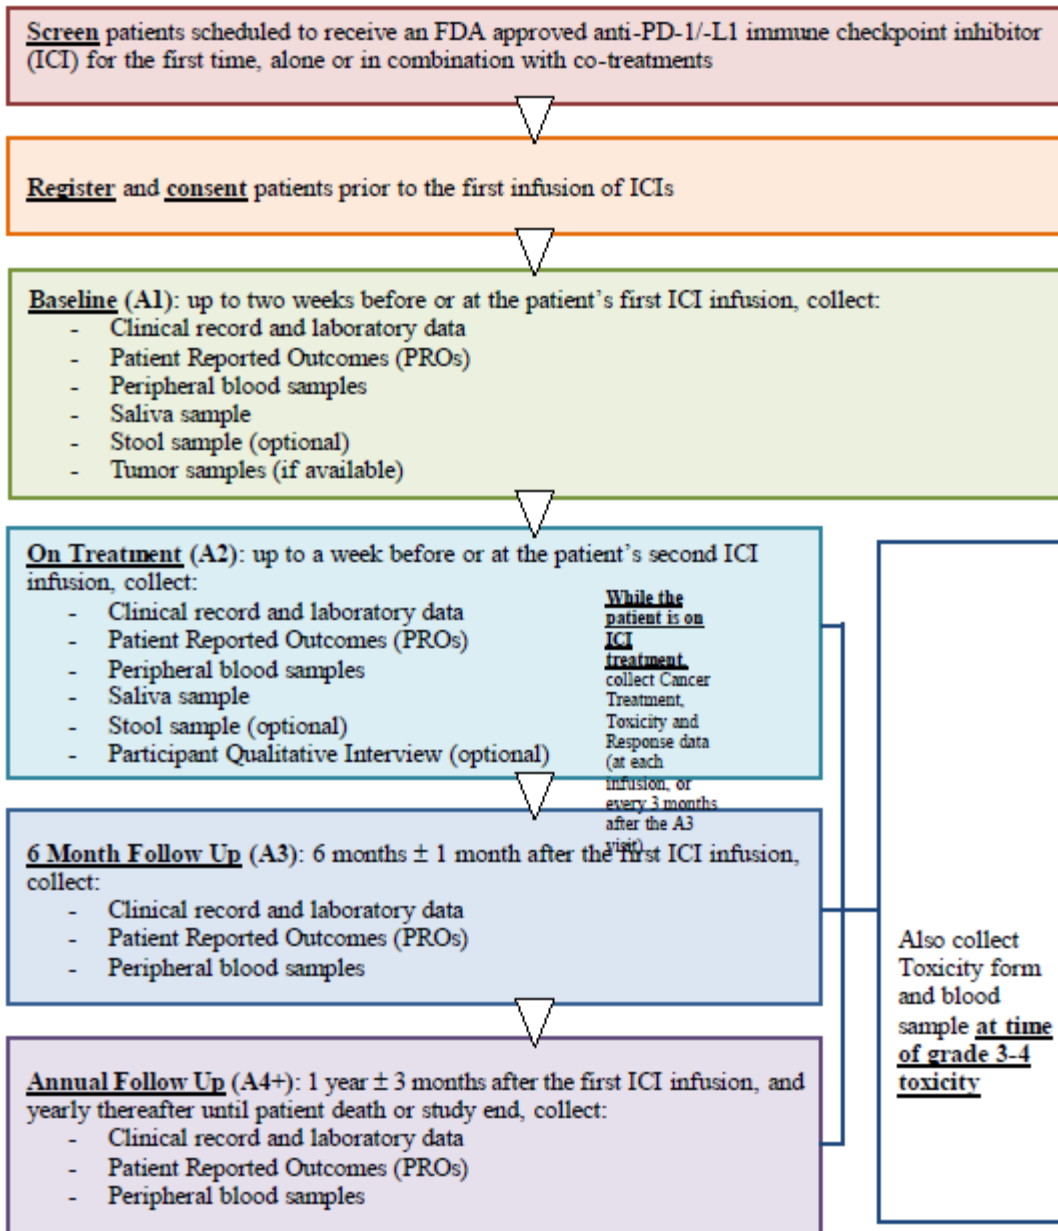 Screen patients scheduled to receive an FDA approved anti-PD-1/-L1 immune checkpoint inhibitor
(ICI) for the first time, alone or in combination with co-treatments
Register and consent patients prior to the first infusion of ICIs
Baseline (A1): up to two weeks before or at the patient's first ICI infusion, collect:
- Clinical record and laboratory data
- Patient Reported Outcomes (PROs)
- Peripheral blood samples
- Saliva sample
- Stool sample (optional)
- Tumor samples (if available)
On Treatment (A2): up to a week before or at the patient's second ICI
infusion, collect:
- Clinical record and laboratory data
- Patient Reported Outcomes (PROs)
- Peripheral blood samples
- Saliva sample
- Stool sample (optional)
- Participant Qualitative Interview (optional)
While the
patient is on
ICI
treatment,
collect Cancer
Treatment,
Toxicity and
Response data
(at each
infusion, or
every 3 months
after the A3
visit)
6 Month Follow Up (A3): 6 months ± 1 month after the first ICI infusion,
collect:
- Clinical record and laboratory data
- Patient Reported Outcomes (PROs)
- Peripheral blood samples
Annual Follow Up (A4+): 1 year ± 3 months after the first ICI infusion, and
yearly thereafter until patient death or study end, collect:
- Clinical record and laboratory data
- Patient Reported Outcomes (PROs)
- Peripheral blood samples
Also collect
Toxicity form
and blood
sample at time
of grade 3-4
toxicity